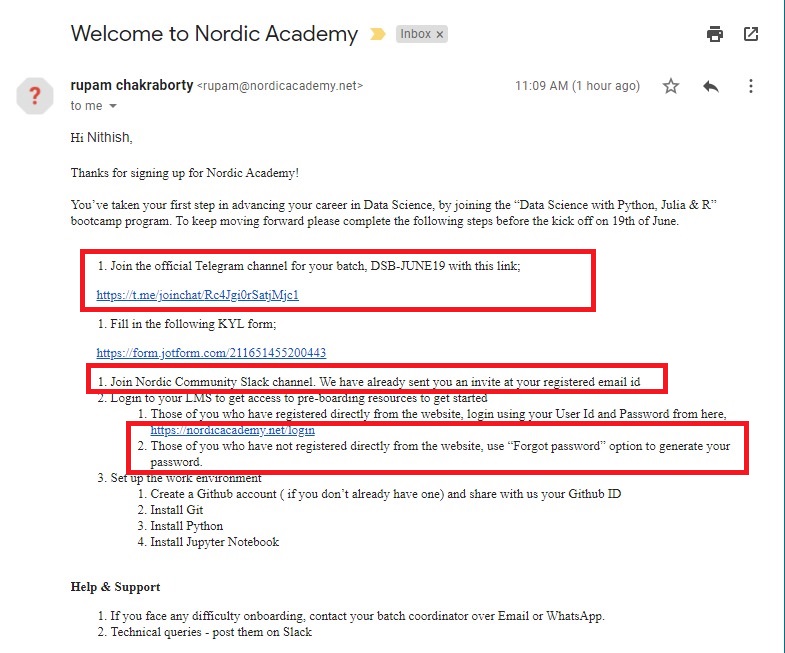 Welcome to Nordic Academy Inbox x
rupam chakraborty <rupam@nordicacademy.net> 11:09 AM (1 hour ago)
?
to me
Hi Nithish,
Thanks for signing up for Nordic Academy!
You’ve taken your first step in advancing your career in Data Science, by joining the “Data Science with Python, Julia & R”
bootcamp program. To keep moving forward please complete the following steps before the kick off on 19th of June.
1. Join the official Telegram channel for your batch, DSB-JUNE19 with this link;
https://t.me/joinchat/Rc4Jgi0rSatjMjc1
1. Fill in the following KYL form;
https://form.jotform.com/211651455200443
1. Join Nordic Community Slack channel. We have already sent you an invite at your registered email id
2. Login to your LMS to get access to pre-boarding resources to get started
1. Those of you who have registered directly from the website, login using your User Id and Password from here,
https://nordicacademy.net/login
2. Those of you who have not registered directly from the website, use “Forgot password” option to generate your
password.
3. Set up the work environment
1. Create a Github account ( if you don’t already have one) and share with us your Github ID
2. Install Git
3. Install Python
4. Install Jupyter Notebook
Help & Support
1. If you face any difficulty onboarding, contact your batch coordinator over Email or WhatsApp.
2. Technical queries - post them on Slack